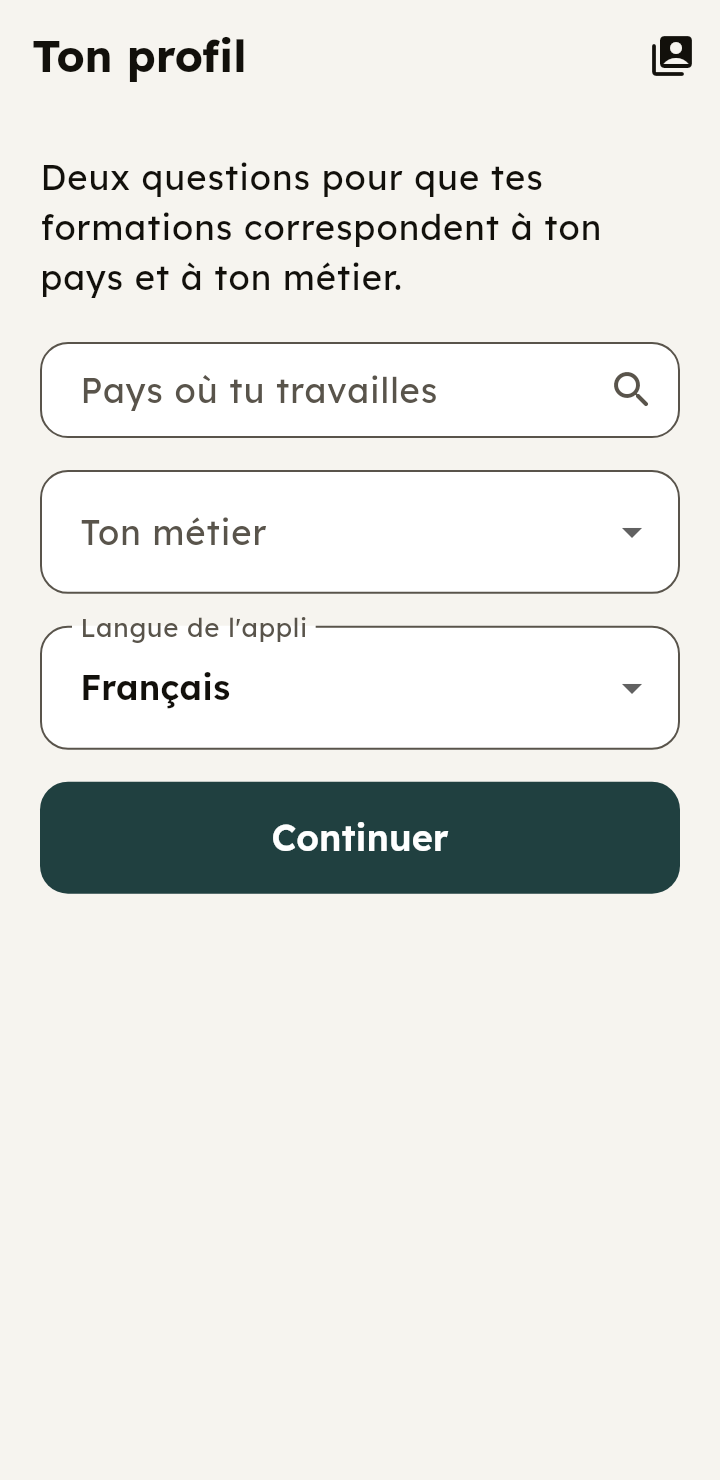 Ton profil
Deux questions pour que tes
formations correspondent à ton
pays et à ton métier.
Pays où tu travailles
Ton métier
Langue de l'appli
Français
Continuer